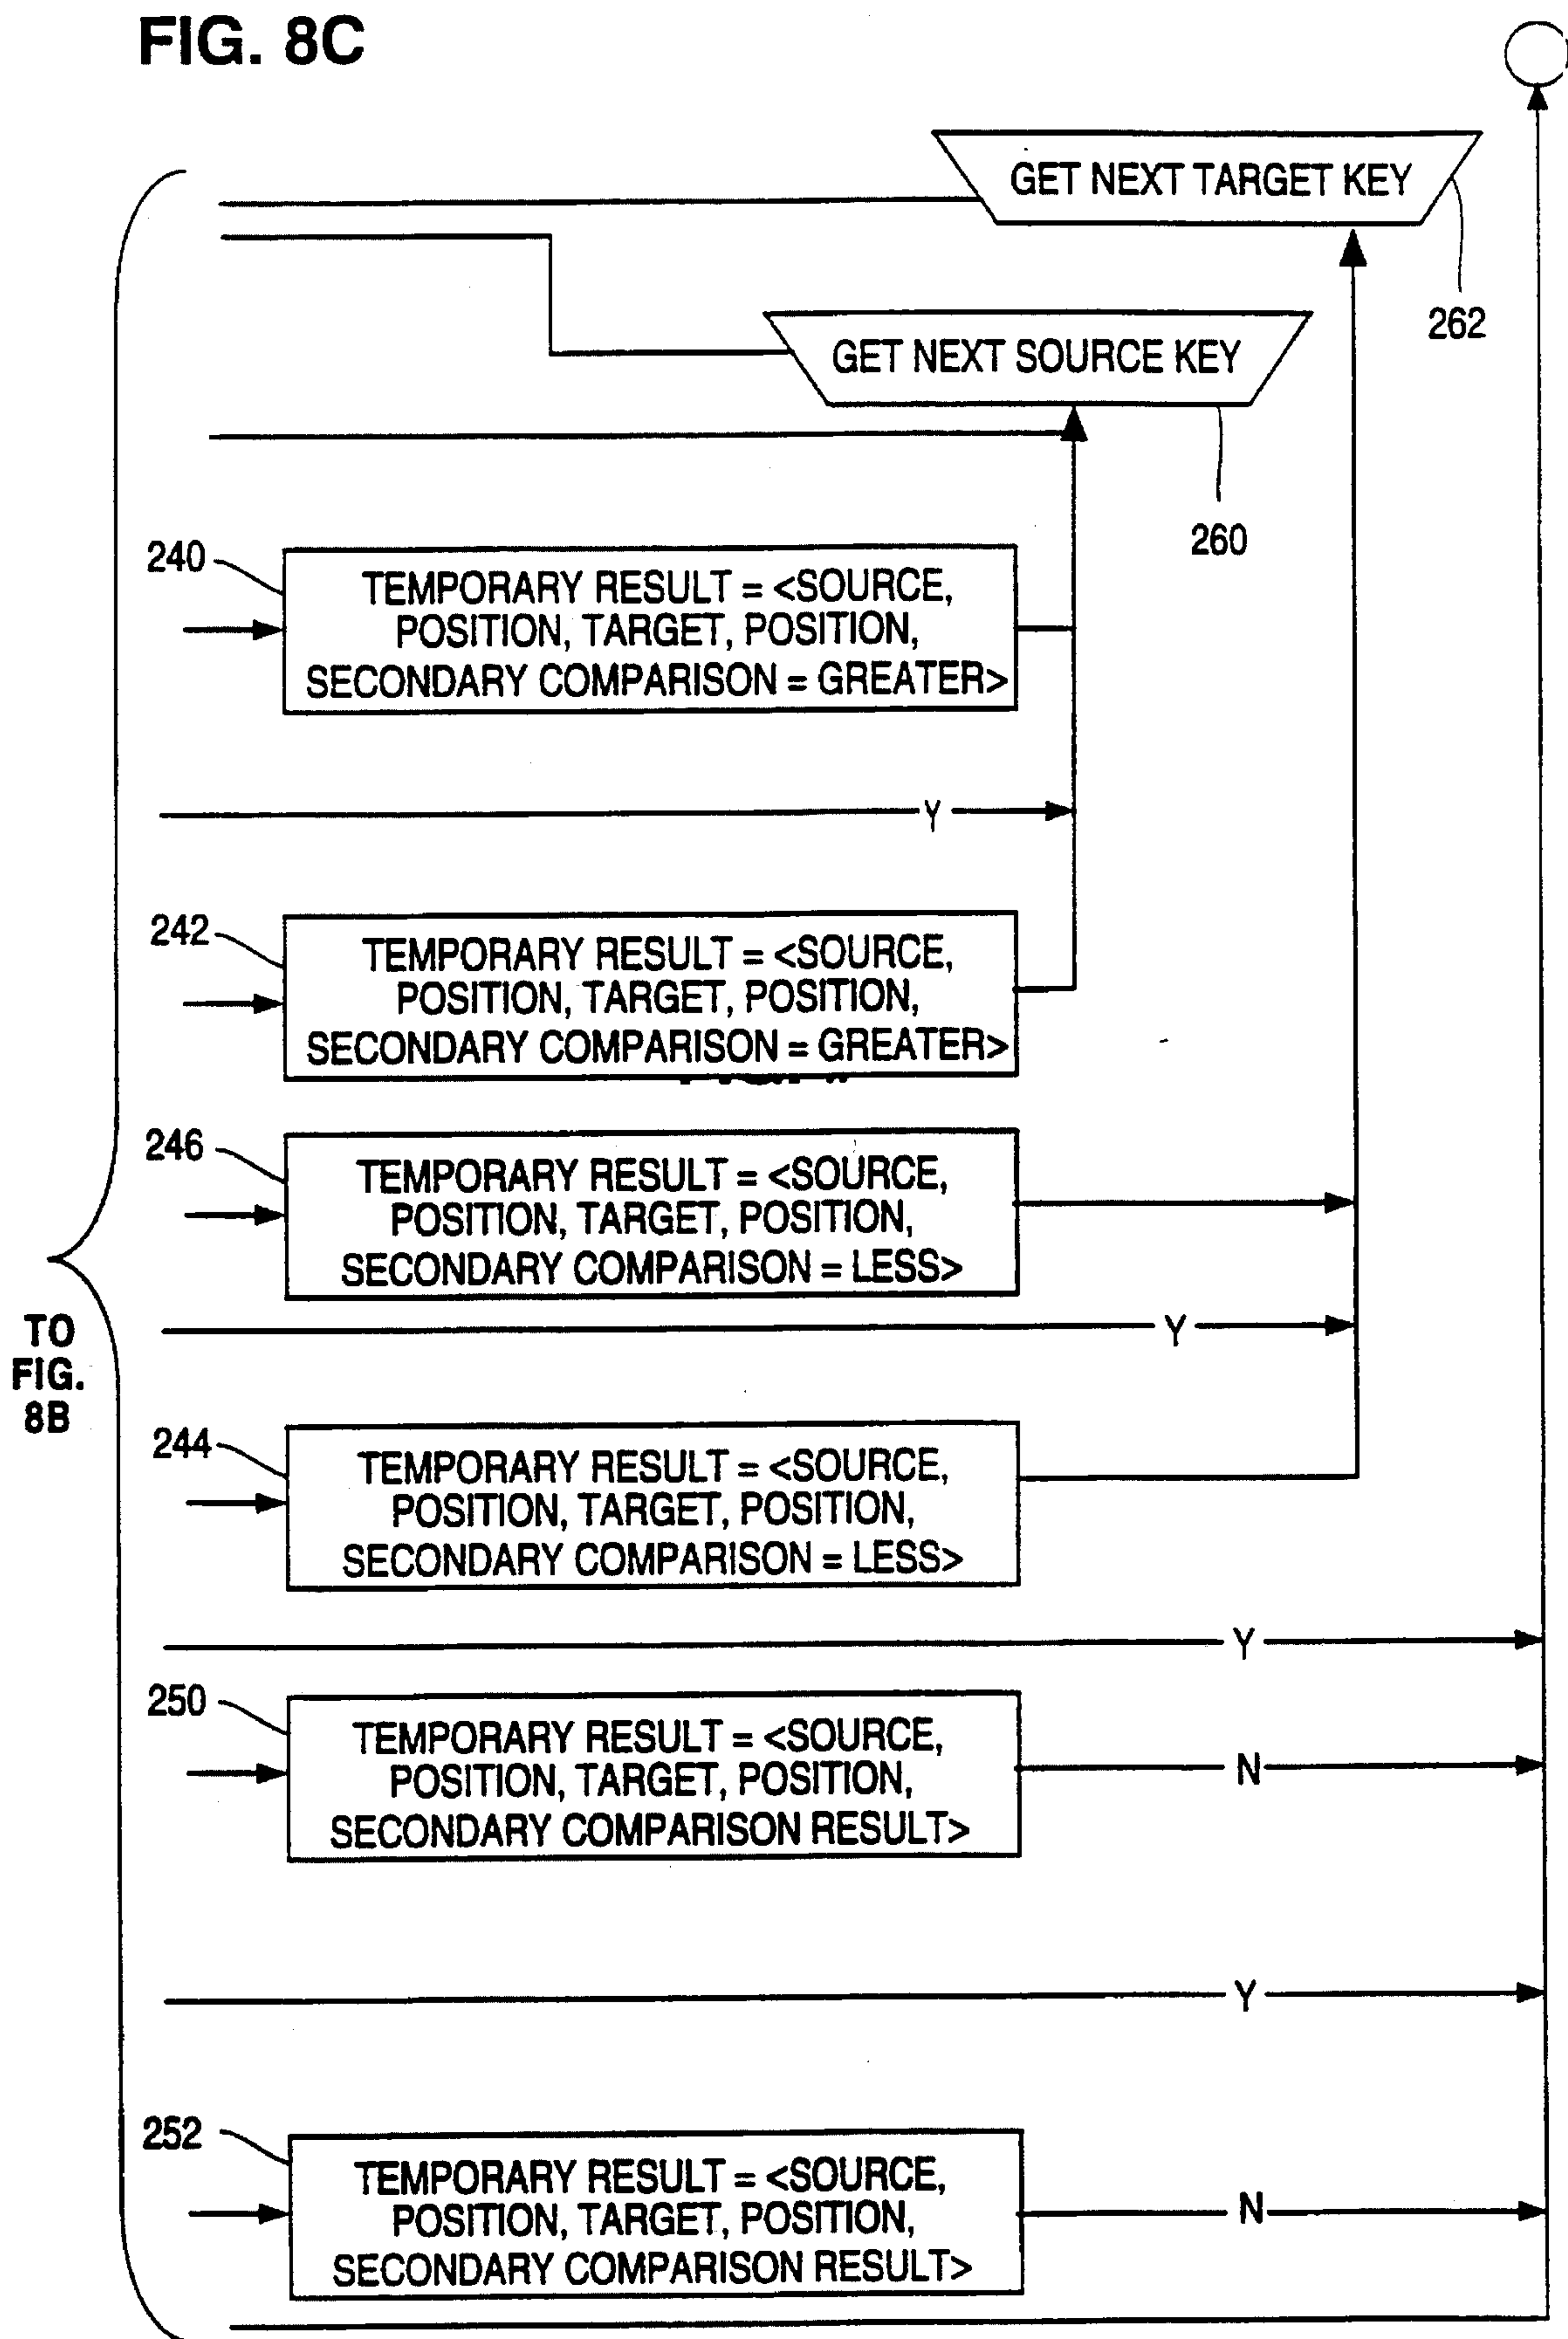 FIG. 8C
GET NEXT TARGET KEY
262
GET NEXT SOURCE KEY
260
240
TEMPORARY RESULT = <SOURCE,
POSITION, TARGET, POSITION,
SECONDARY COMPARISON = GREATER>
Y
242
TEMPORARY RESULT = <SOURCE,
POSITION, TARGET, POSITION,
SECONDARY COMPARISON = GREATER>
246
TEMPORARY RESULT = <SOURCE,
POSITION, TARGET, POSITION,
SECONDARY COMPARISON = LESS>
TO
FIG.
8B
Y
244
TEMPORARY RESULT = <SOURCE,
POSITION, TARGET, POSITION,
SECONDARY COMPARISON = LESS>
Y
250
TEMPORARY RESULT = <SOURCE,
POSITION, TARGET, POSITION,
SECONDARY COMPARISON RESULT>
N
Y
252
TEMPORARY RESULT = <SOURCE,
POSITION, TARGET, POSITION,
SECONDARY COMPARISON RESULT>
N